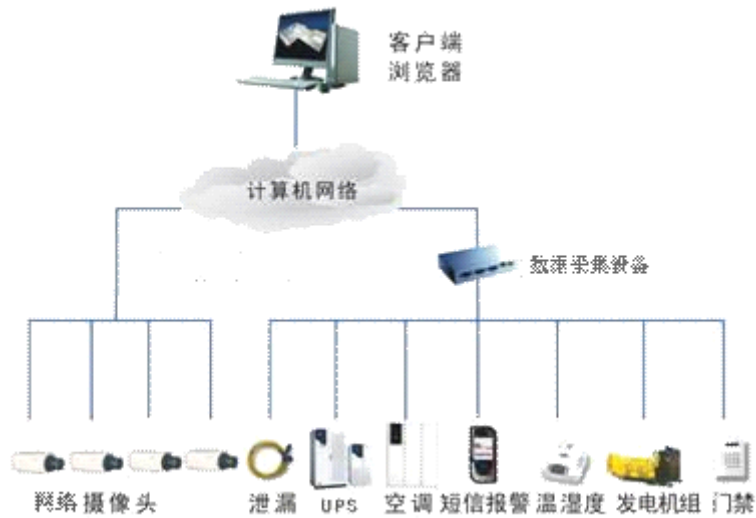 客户端
浏览器
计算机网络
数据采集设备
网络摄像头
泄漏
UPS
空调
短信报警
温湿度
发电机组
门禁